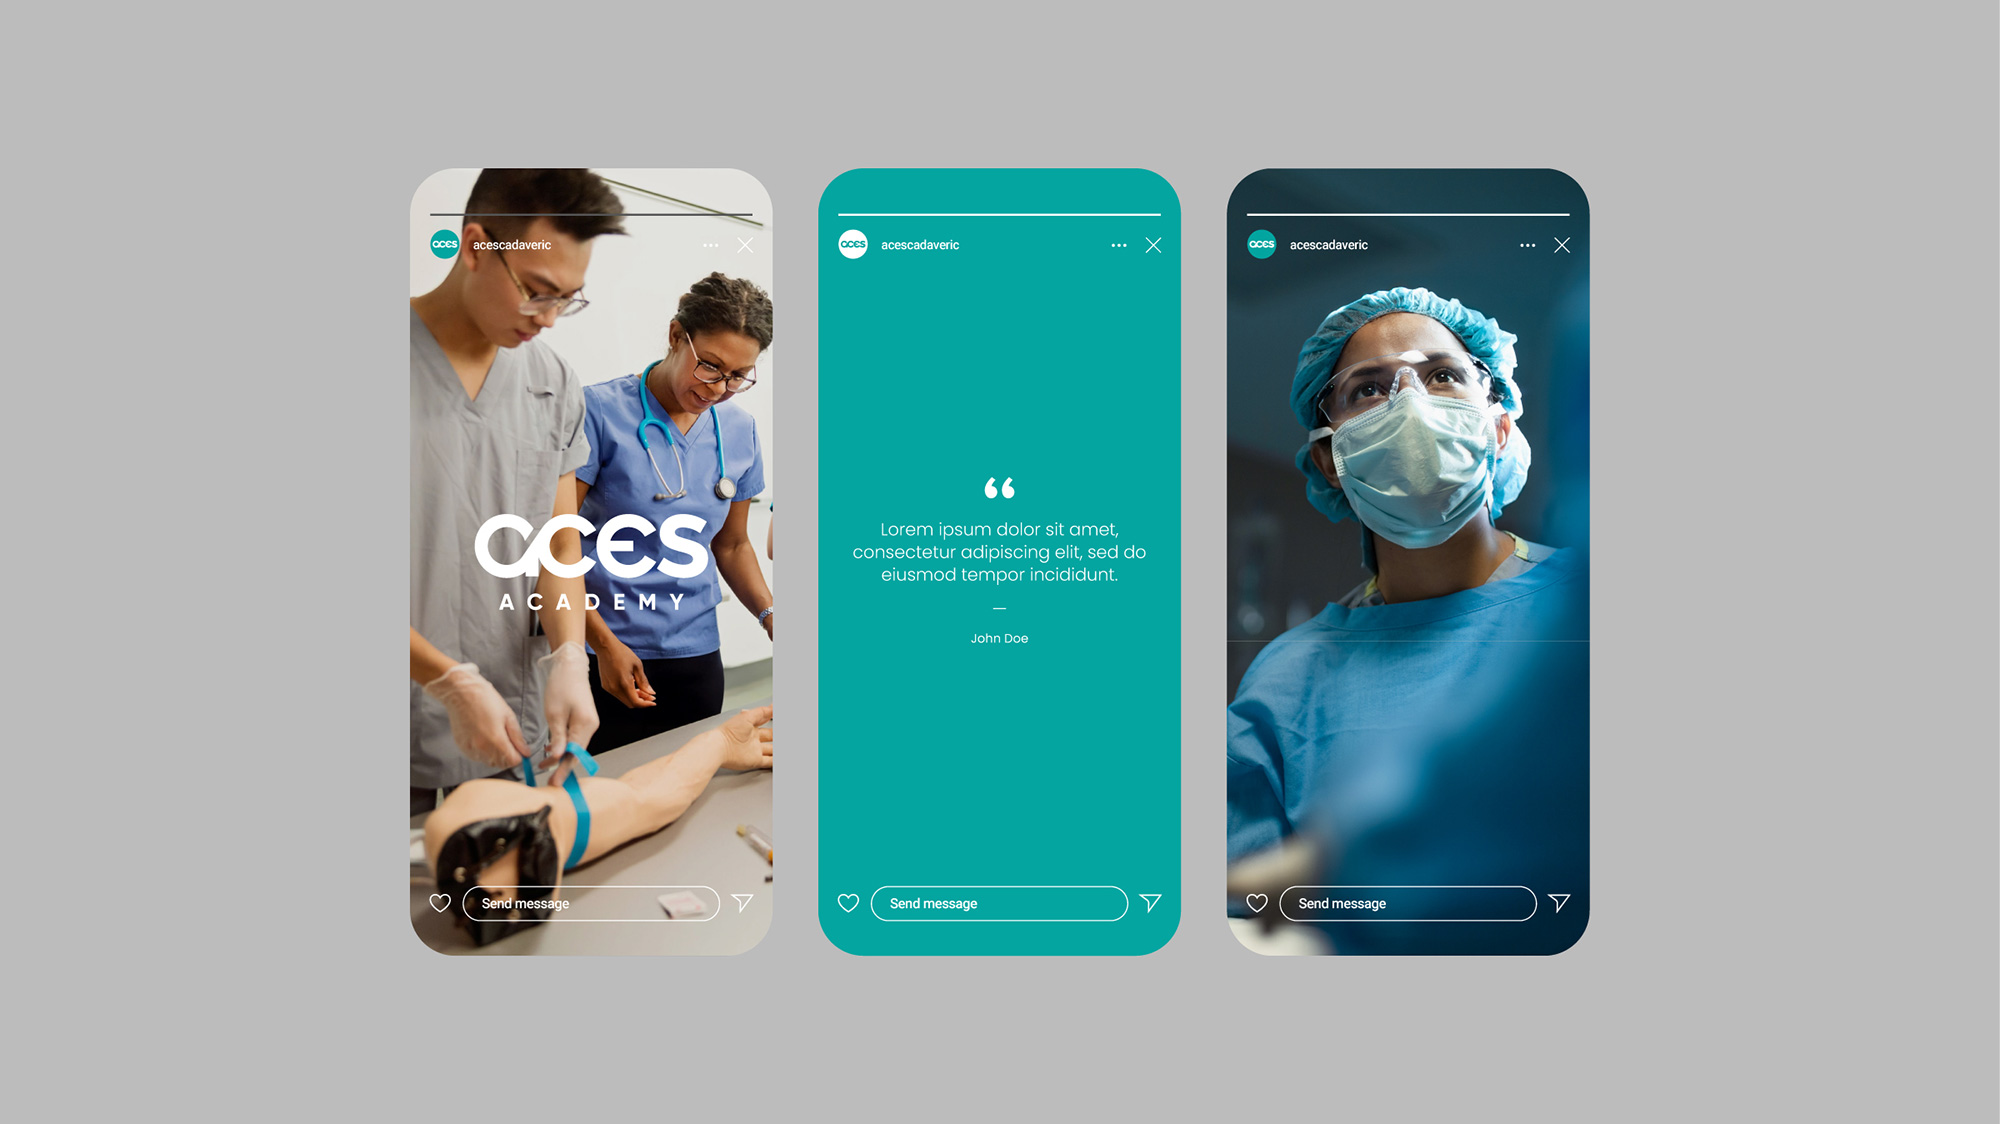 aces acescadaveric
aces
ACADEMY
Send message
aces acescadaveric
Lorem ipsum dolor sit amet,
consectetur adipiscing elit, sed do
eiusmod tempor incididunt.
—
John Doe
Send message
aces acescadaveric
Send message